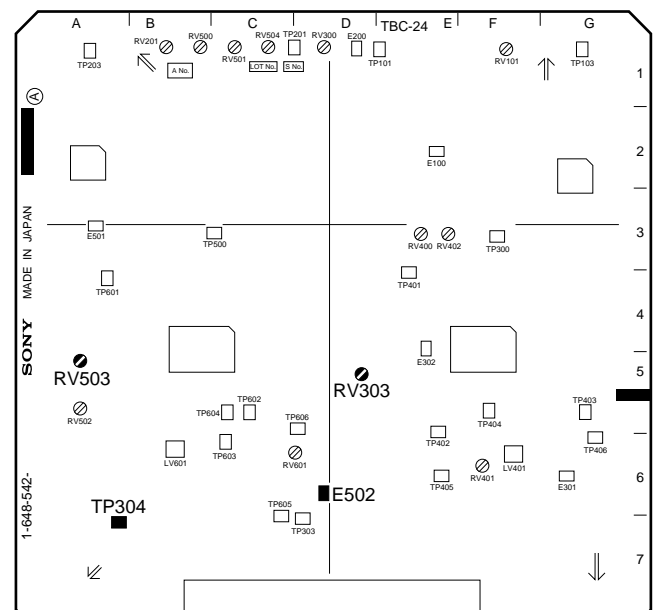 A B C D TBC-24 E F G
RV201 RV500 RV504 TP201 RV300 E200
TP203 RV501 TP101 RV101 TP103
A No. LOT No. S No.
1
A
2
E100
3
E501 TP500 RV400 RV402 TP300
TP601 TP401
MADE IN JAPAN
4
SONY
E302
5
RV503 RV303
RV502 TP604 TP602 TP606 TP404 TP403
TP603 TP402 TP406
LV601 RV601 RV401 LV401
TP405 E301
6
1-648-542-
TP304 E502
TP605 TP303
7